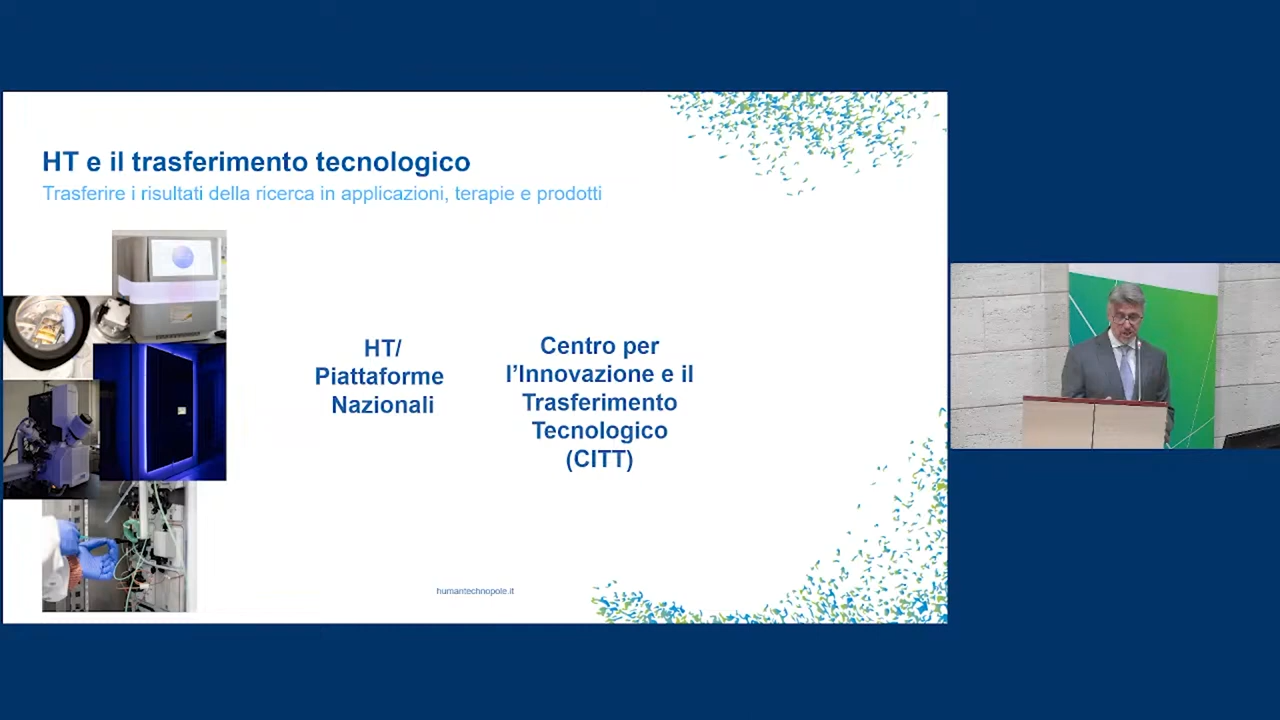 HT e il trasferimento tecnologico
Trasferire i risultati della ricerca in applicazioni, terapie e prodotti
HT/
Piattaforme
Nazionali
Centro per
l’Innovazione e il
Trasferimento
Tecnologico
(CITT)
humantechnopole.it